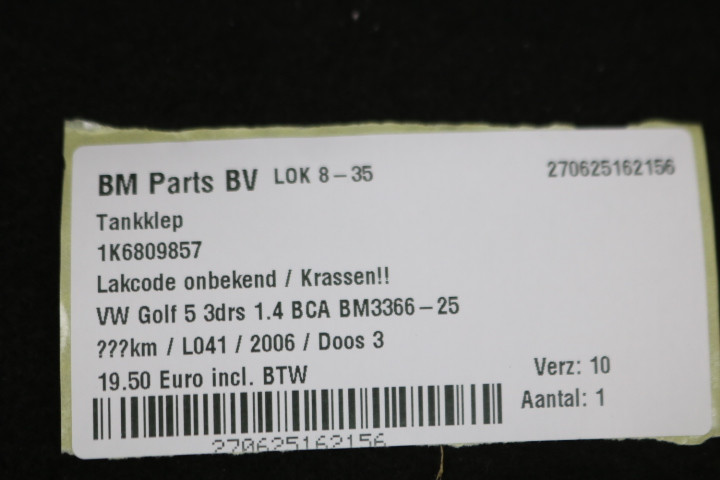 BM Parts BV LOK 8-35 270625162156
Tankklep
1K6809857
Lakcode onbekend / Krassen!!
VW Golf 5 3drs 1.4 BCA BM3366-25
???km / L041 / 2006 / Doos 3
19.50 Euro incl. BTW Verz: 10
Aantal: 1
270625162156